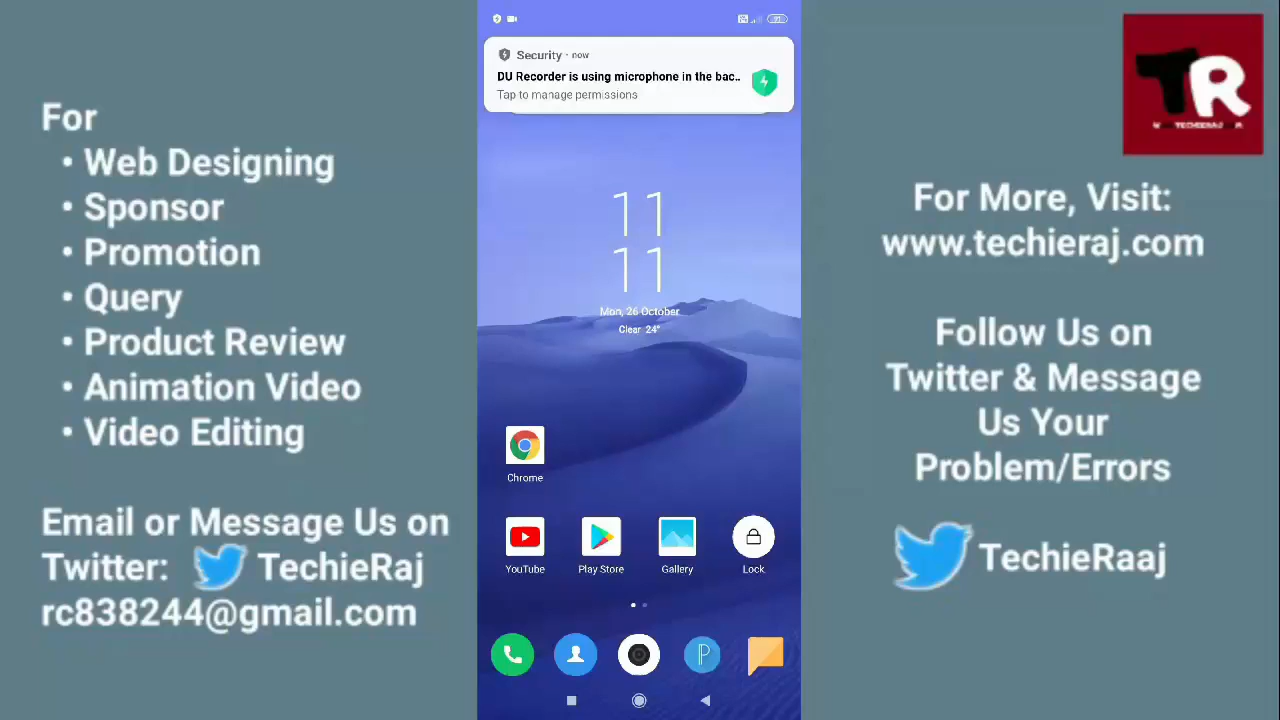 For
• Web Designing
• Sponsor
• Promotion
• Query
• Product Review
• Animation Video
• Video Editing
Email or Message Us on
Twitter: TechieRaj
rc838244@gmail.com
Security • now
DU Recorder is using microphone in the bac..
Tap to manage permissions
11
11
Mon, 26 October
Clear 24°
Chrome
YouTube
Play Store
Gallery
Lock
TR
For More, Visit:
www.techieraj.com
Follow Us on
Twitter & Message
Us Your
Problem/Errors
TechieRaaj